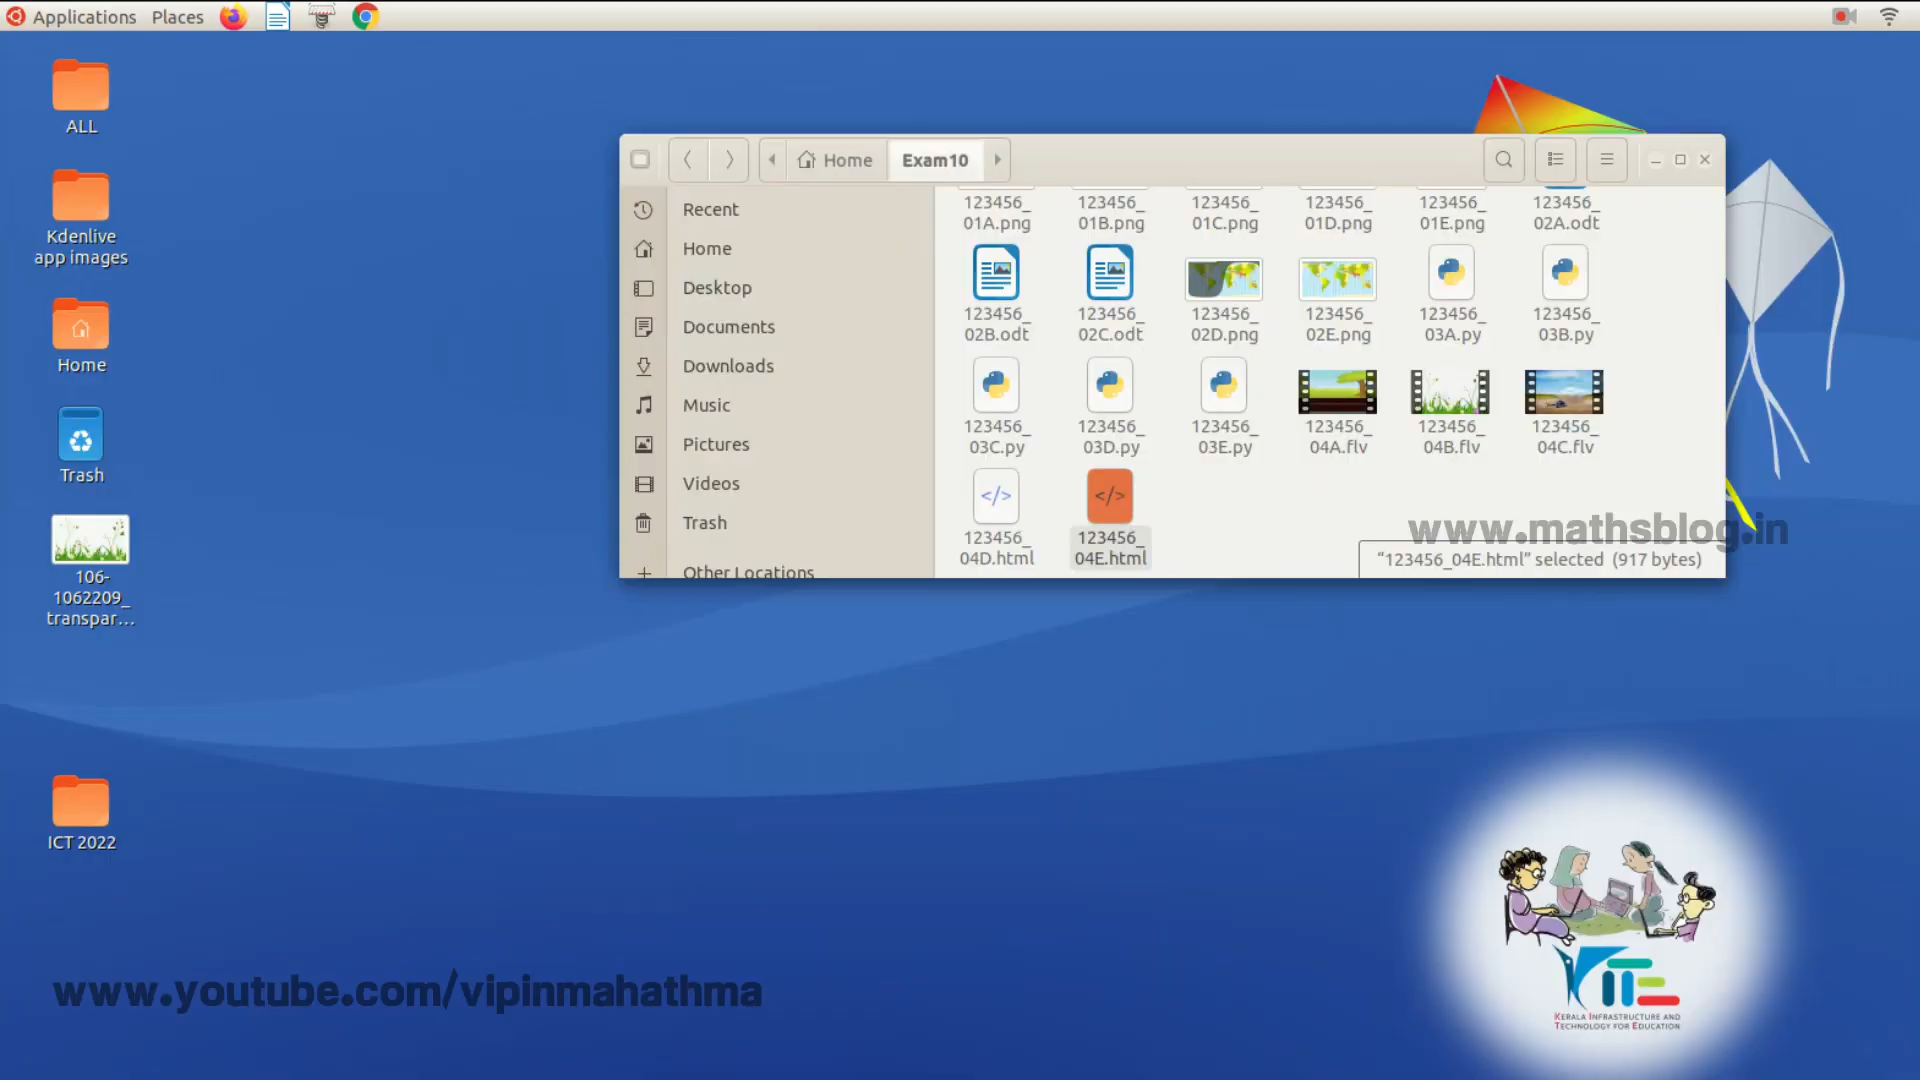 Applications Places
ALL
Kdenlive
app images
Home
Trash
106-
1062209_
transpar...
ICT 2022
Home Exam10
Recent
Home
Desktop
Documents
Downloads
Music
Pictures
Videos
Trash
Other Locations
123456_ 123456_ 123456_ 123456_ 123456_ 123456_
01A.png 01B.png 01C.png 01D.png 01E.png 02A.odt
123456_ 123456_ 123456_ 123456_ 123456_ 123456_
02B.odt 02C.odt 02D.png 02E.png 03A.py 03B.py
123456_ 123456_ 123456_ 123456_ 123456_ 123456_
03C.py 03D.py 03E.py 04A.flv 04B.flv 04C.flv
123456_ 123456_
04D.html 04E.html
www.mathsblog.in
“123456_04E.html” selected (917 bytes)
www.youtube.com/vipinmahathma
KITE
KERALA INFRASTRUCTURE AND
TECHNOLOGY FOR EDUCATION